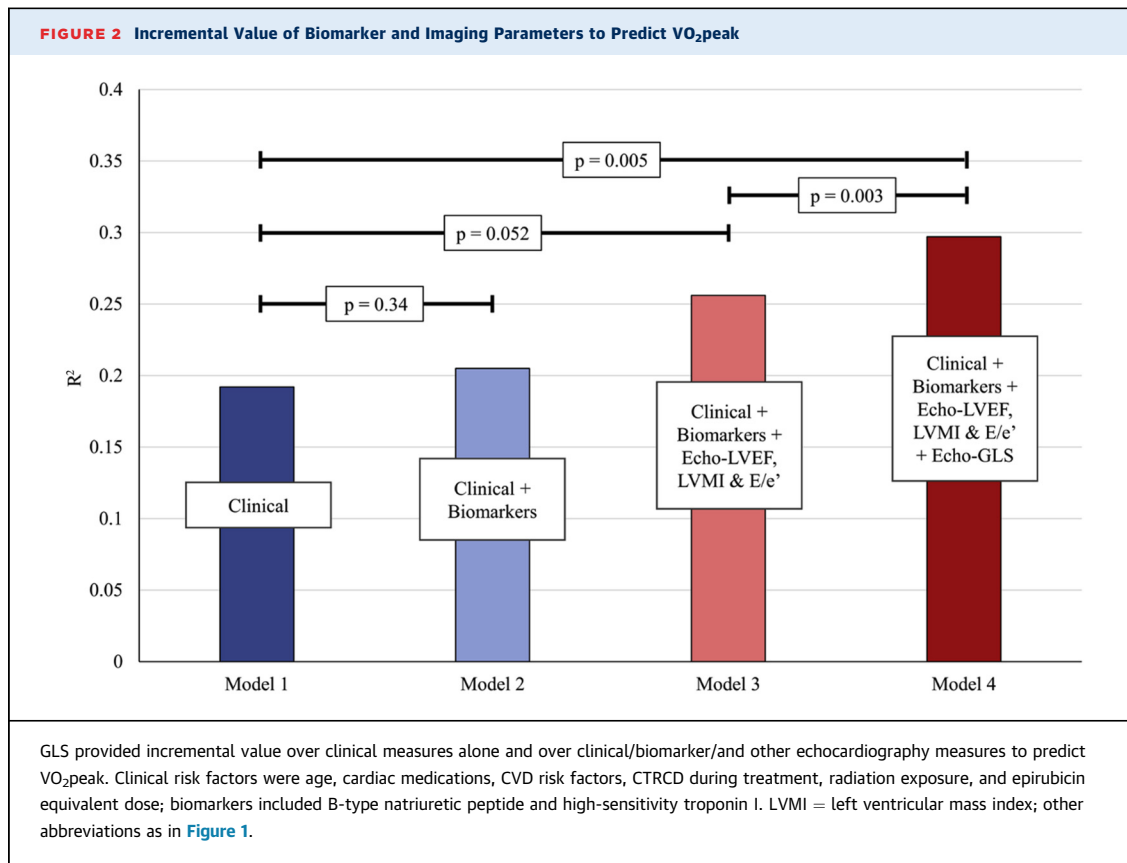 FIGURE 2 Incremental Value of Biomarker and Imaging Parameters to Predict VO₂peak
0.4
0.35
0.3
0.25
0.2
0.15
0.1
0.05
0
R²
p = 0.005
p = 0.003
p = 0.052
p = 0.34
Clinical
Clinical +
Biomarkers
Clinical +
Biomarkers +
Echo-LVEF,
LVMI & E/e’
Clinical +
Biomarkers +
Echo-LVEF,
LVMI & E/e’
+ Echo-GLS
Model 1 Model 2 Model 3 Model 4
GLS provided incremental value over clinical measures alone and over clinical/biomarker/and other echocardiography measures to predict
VO₂peak. Clinical risk factors were age, cardiac medications, CVD risk factors, CTRCD during treatment, radiation exposure, and epirubicin
equivalent dose; biomarkers included B-type natriuretic peptide and high-sensitivity troponin I. LVMI = left ventricular mass index; other
abbreviations as in Figure 1.